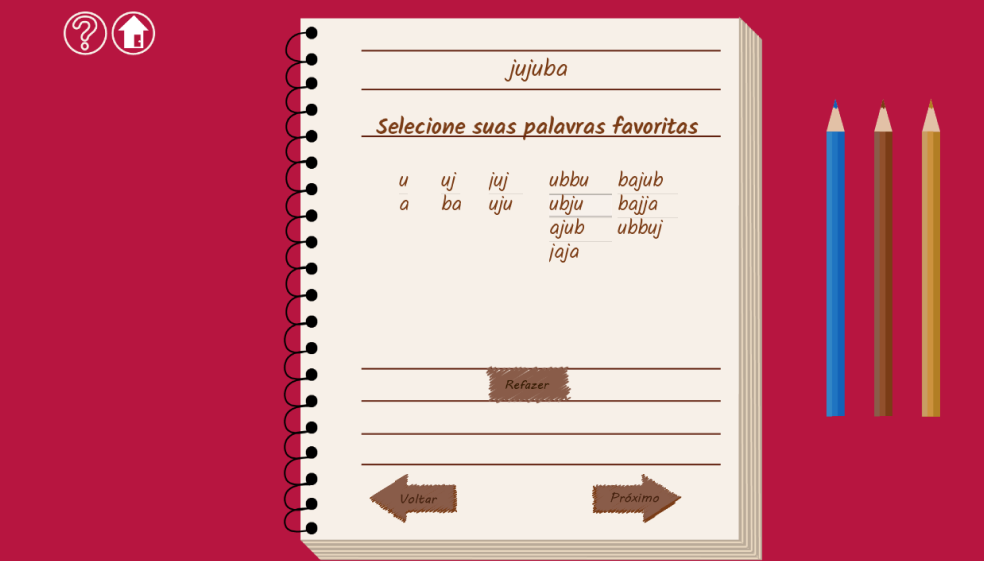 jujuba
Selecione suas palavras favoritas
u uj juj ubbu bajub
a ba uju ubju bajja
ajub ubbuj
jaja
Refazer
Voltar Próximo